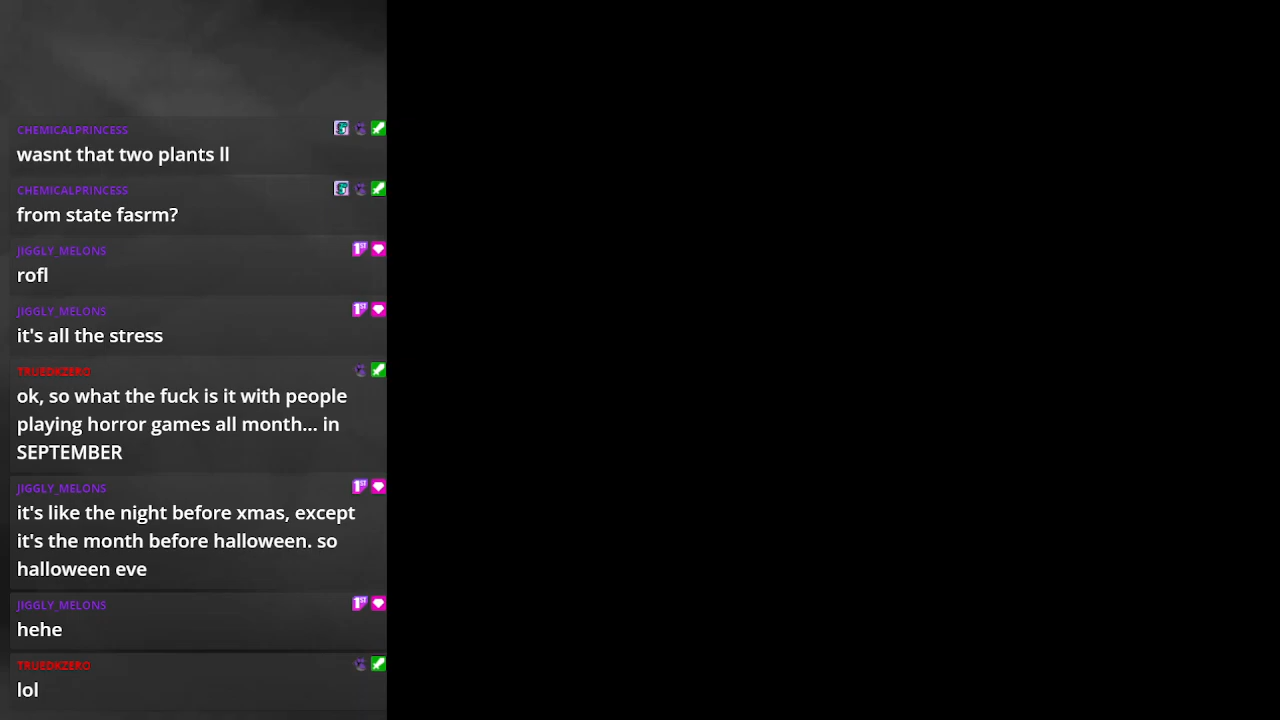 CHEMICALPRINCESS
wasnt that two plants ll
CHEMICALPRINCESS
from state fasrm?
JIGGLY_MELONS
rofl
JIGGLY_MELONS
it's all the stress
TRUEDKZERO
ok, so what the fuck is it with people
playing horror games all month... in
SEPTEMBER
JIGGLY_MELONS
it's like the night before xmas, except
it's the month before halloween. so
halloween eve
JIGGLY_MELONS
hehe
TRUEDKZERO
lol